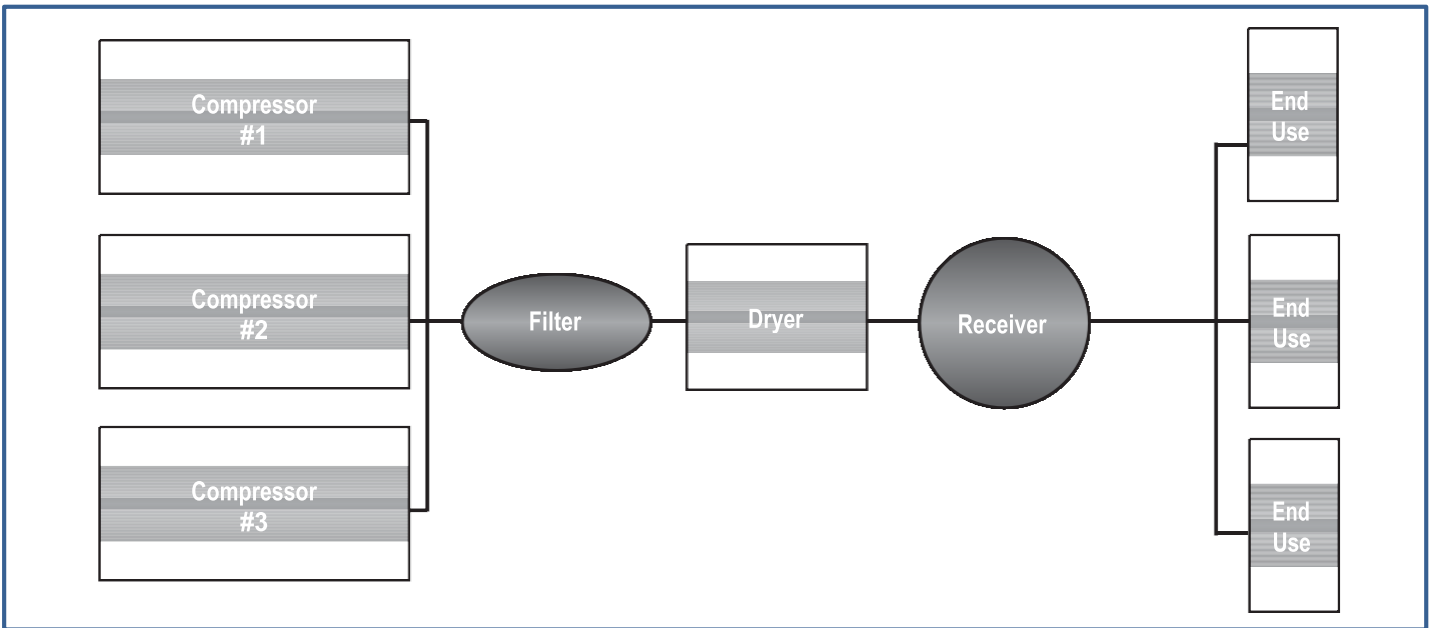 Compressor
#1
Compressor
#2
Compressor
#3
Filter
Dryer
Receiver
End
Use
End
Use
End
Use